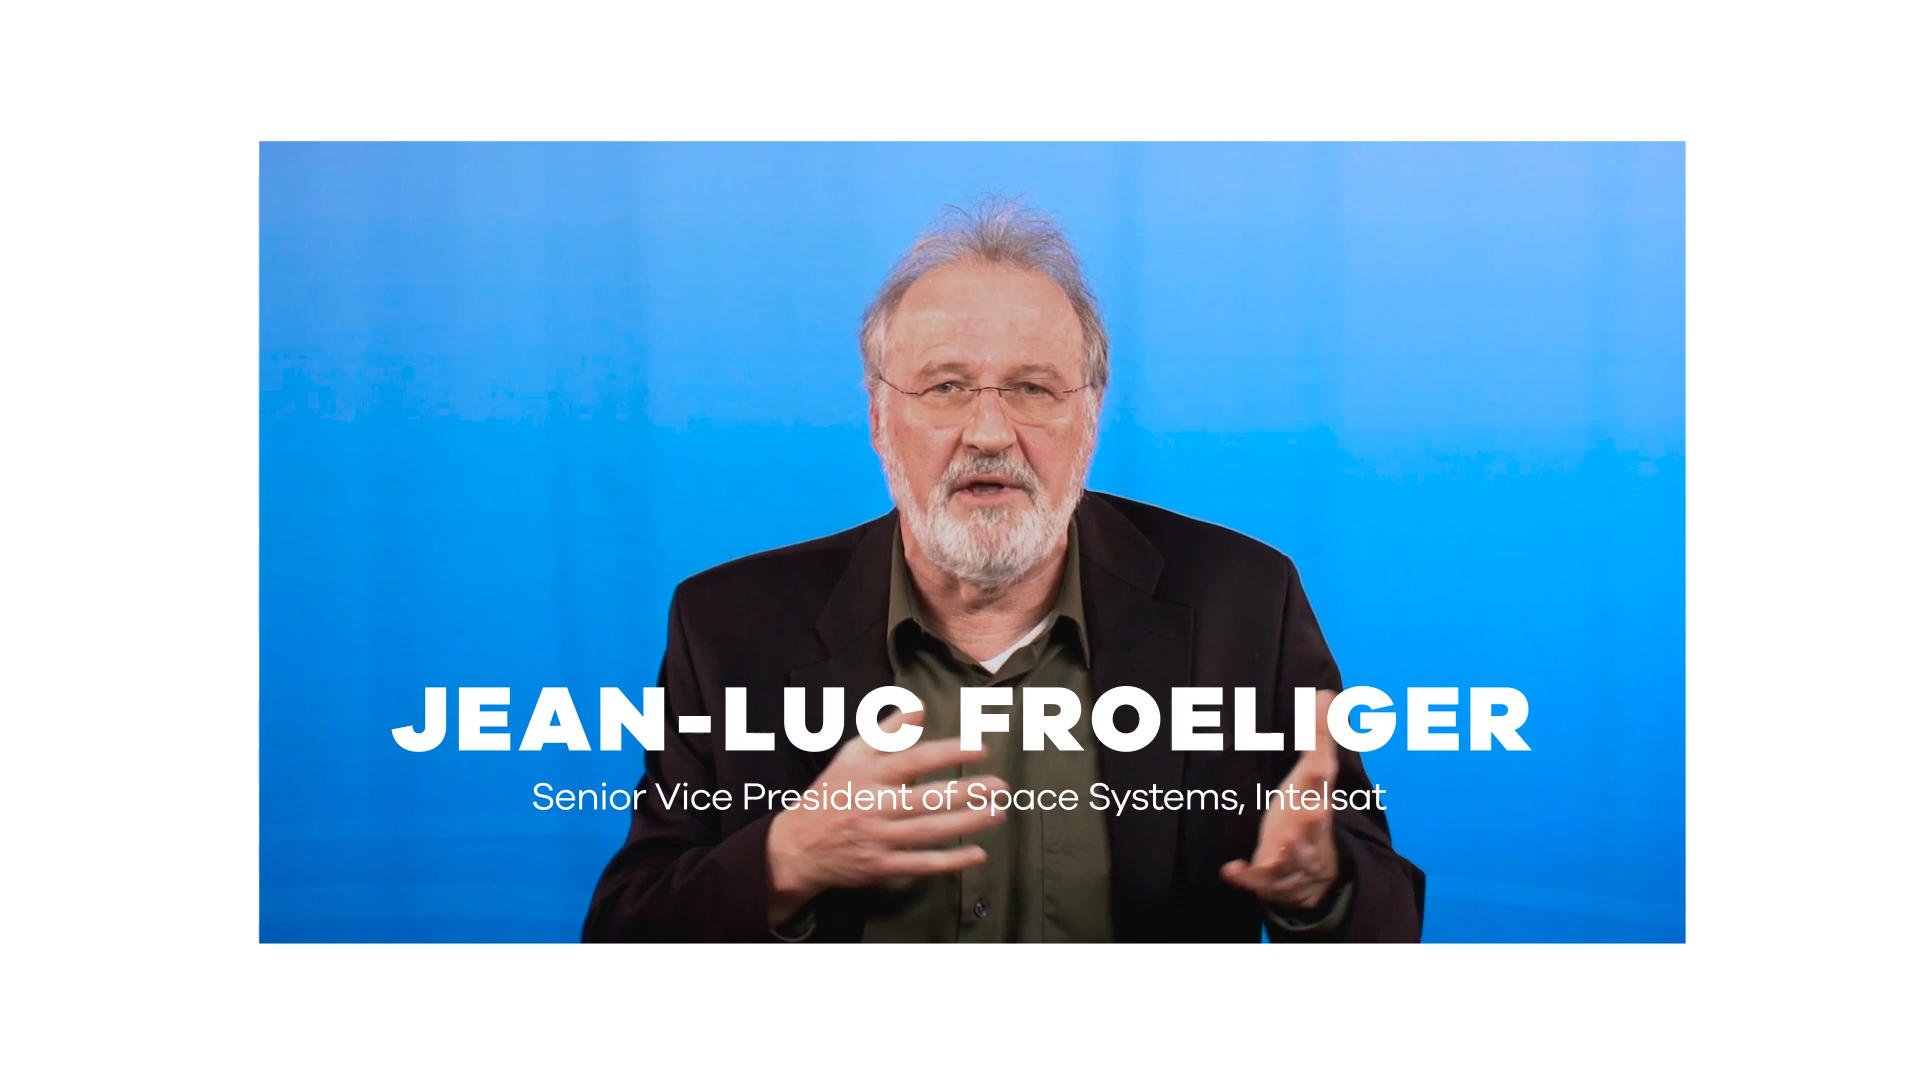 JEAN-LUC FROELIGER
Senior Vice President of Space Systems, Intelsat